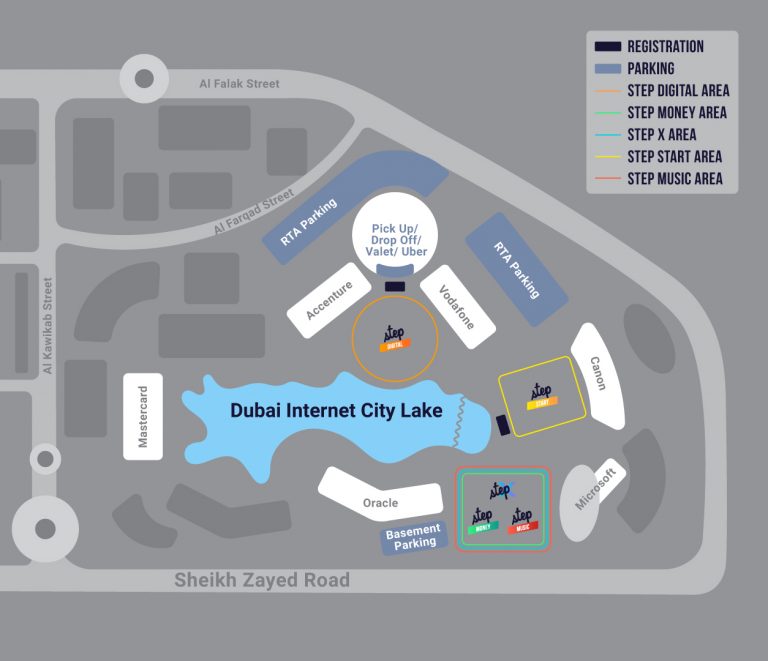 REGISTRATION
PARKING
STEP DIGITAL AREA
STEP MONEY AREA
STEP X AREA
STEP START AREA
STEP MUSIC AREA
Al Falak Street
Al Farqad Street
Al Kawikab Street
RTA Parking
Pick Up/
Drop Off/
Valet/ Uber
RTA Parking
Accenture
Vodafone
step
DIGITAL
Canon
step
START
Mastercard
Dubai Internet City Lake
Oracle
Basement
Parking
stepX
step
MONEY
step
MUSIC
Microsoft
Sheikh Zayed Road